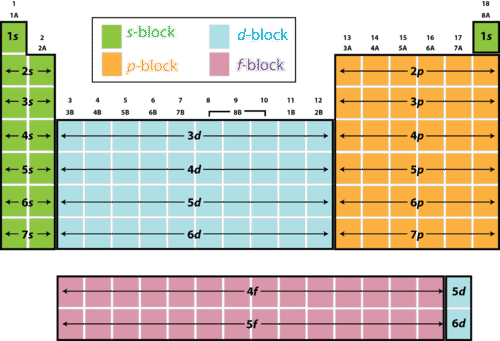 1 18
1A 8A
1s s-block d-block 1s
p-block f-block
2 13 14 15 16 17
2A 3A 4A 5A 6A 7A
2s 2p
3s 3p
3 4 5 6 7 8 9 10 11 12
3B 4B 5B 6B 7B 8B 1B 2B
4s 3d 4p
5s 4d 5p
6s 5d 6p
7s 6d 7p
4f 5d
5f 6d